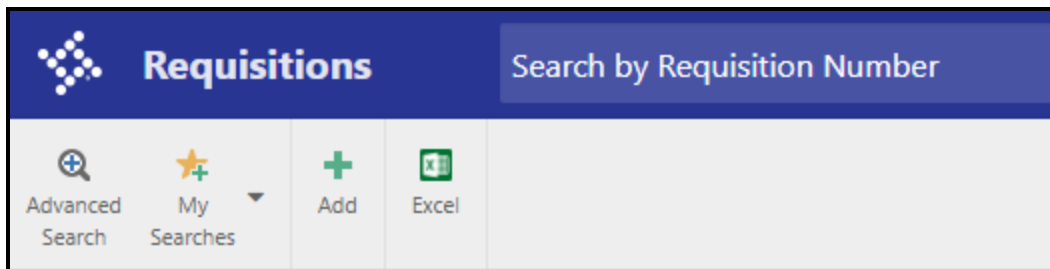 Requisitions
Search by Requisition Number
Advanced
Search
My
Searches
Add
Excel